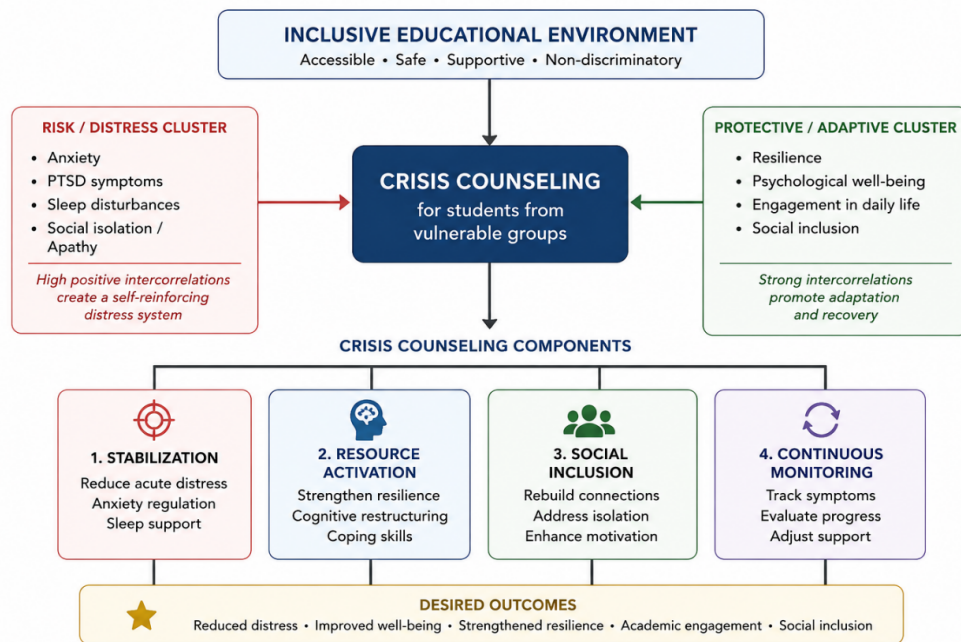 INCLUSIVE EDUCATIONAL ENVIRONMENT
Accessible • Safe • Supportive • Non-discriminatory
RISK / DISTRESS CLUSTER
• Anxiety
• PTSD symptoms
• Sleep disturbances
• Social isolation /
Apathy
High positive intercorrelations
create a self-reinforcing
distress system
CRISIS COUNSELING
for students from
vulnerable groups
PROTECTIVE / ADAPTIVE CLUSTER
• Resilience
• Psychological well-being
• Engagement in daily life
• Social inclusion
Strong intercorrelations
promote adaptation
and recovery
CRISIS COUNSELING COMPONENTS
1. STABILIZATION
Reduce acute distress
Anxiety regulation
Sleep support
2. RESOURCE
ACTIVATION
Strengthen resilience
Cognitive restructuring
Coping skills
3. SOCIAL
INCLUSION
Rebuild connections
Address isolation
Enhance motivation
4. CONTINUOUS
MONITORING
Track symptoms
Evaluate progress
Adjust support
DESIRED OUTCOMES
Reduced distress • Improved well-being • Strengthened resilience • Academic engagement • Social inclusion